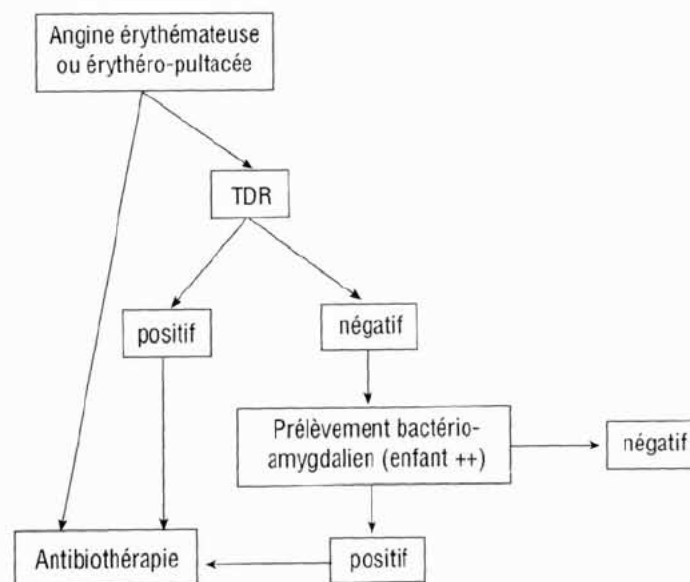 Angine érythémateuse
ou érythéro-pultacée
TDR
positif
négatif
Prélèvement bactério-
amygdalien (enfant ++)
négatif
Antibiothérapie
positif